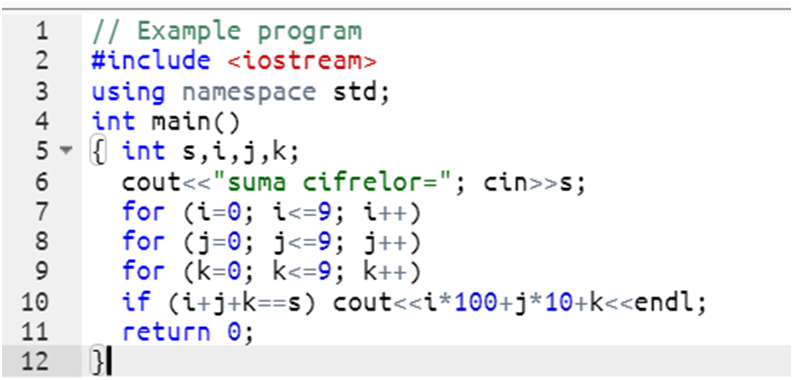 1 // Example program
2 #include <iostream>
3 using namespace std;
4 int main()
5 { int s,i,j,k;
6 cout<<"suma cifrelor="; cin>>s;
7 for (i=0; i<=9; i++)
8 for (j=0; j<=9; j++)
9 for (k=0; k<=9; k++)
10 if (i+j+k==s) cout<<i*100+j*10+k<<endl;
11 return 0;
12 }